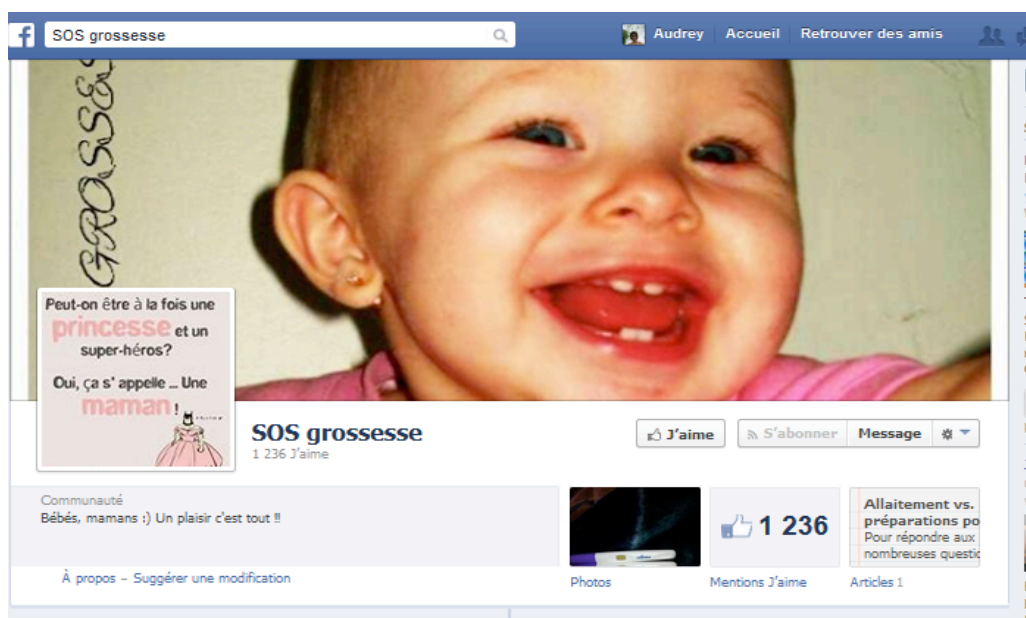 SOS grossesse
Audrey
Accueil
Retrouver des amis
GROSSES
Peut-on être à la fois une
princesse et un
super-héros?
Oui, ça s' appelle ... Une
maman !
SOS grossesse
1 236 J'aime
J'aime
S'abonner
Message
Communauté
Bébés, mamans :) Un plaisir c'est tout !!
À propos – Suggérer une modification
Photos
1 236
Mentions J'aime
Allaitement vs.
préparations po
Pour répondre aux
nombreuses questic
Articles 1